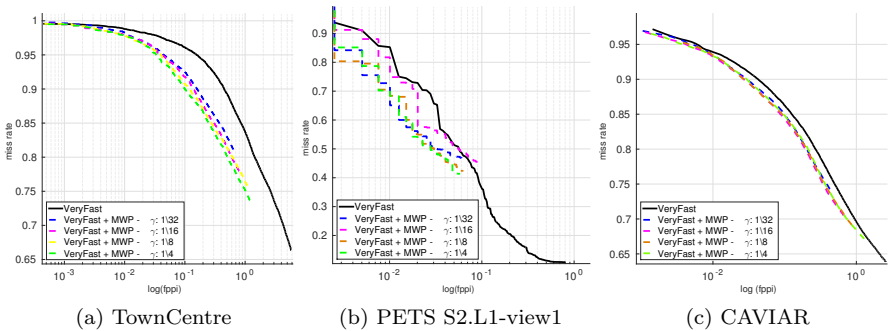 1
0.95
0.9
0.85
0.8
0.75
0.7
0.65
miss rate
10^-3 10^-2 10^-1 10^0
log(fppi)
VeryFast
VeryFast + MWP - γ: 1\32
VeryFast + MWP - γ: 1\16
VeryFast + MWP - γ: 1\8
VeryFast + MWP - γ: 1\4
(a) TownCentre
0.9
0.8
0.7
0.6
0.5
0.4
0.3
0.2
miss rate
10^-2 10^-1 10^0
log(fppi)
VeryFast
VeryFast + MWP - γ: 1\32
VeryFast + MWP - γ: 1\16
VeryFast + MWP - γ: 1\8
VeryFast + MWP - γ: 1\4
(b) PETS S2.L1-view1
0.95
0.9
0.85
0.8
0.75
0.7
0.65
miss rate
10^-2 10^0
log (fppi)
VeryFast
VeryFast + MWP - γ: 1\32
VeryFast + MWP - γ: 1\16
VeryFast + MWP - γ: 1\8
VeryFast + MWP - γ: 1\4
(c) CAVIAR